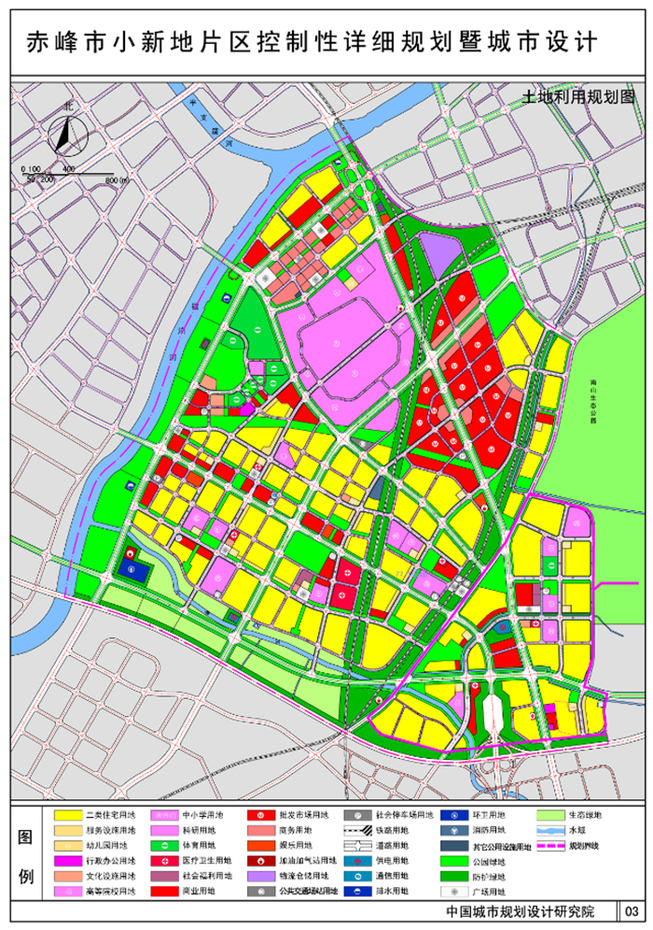 赤峰市小新地片区控制性详细规划暨城市设计
土地利用规划图
北
0 100 400
50 200 800(m)
南山生态公园
图例
二类住宅用地
服务设施用地
幼儿园用地
行政办公用地
文化设施用地
高等院校用地
中小学用地
科研用地
体育用地
医疗卫生用地
社会福利用地
商业用地
批发市场用地
商务用地
娱乐用地
加油加气站用地
物流仓储用地
公共交通场站用地
社会停车场用地
铁路用地
道路用地
供电用地
通信用地
排水用地
环卫用地
消防用地
其它公用设施用地
公园绿地
防护绿地
广场用地
生态绿地
水域
规划界线
中国城市规划设计研究院
03